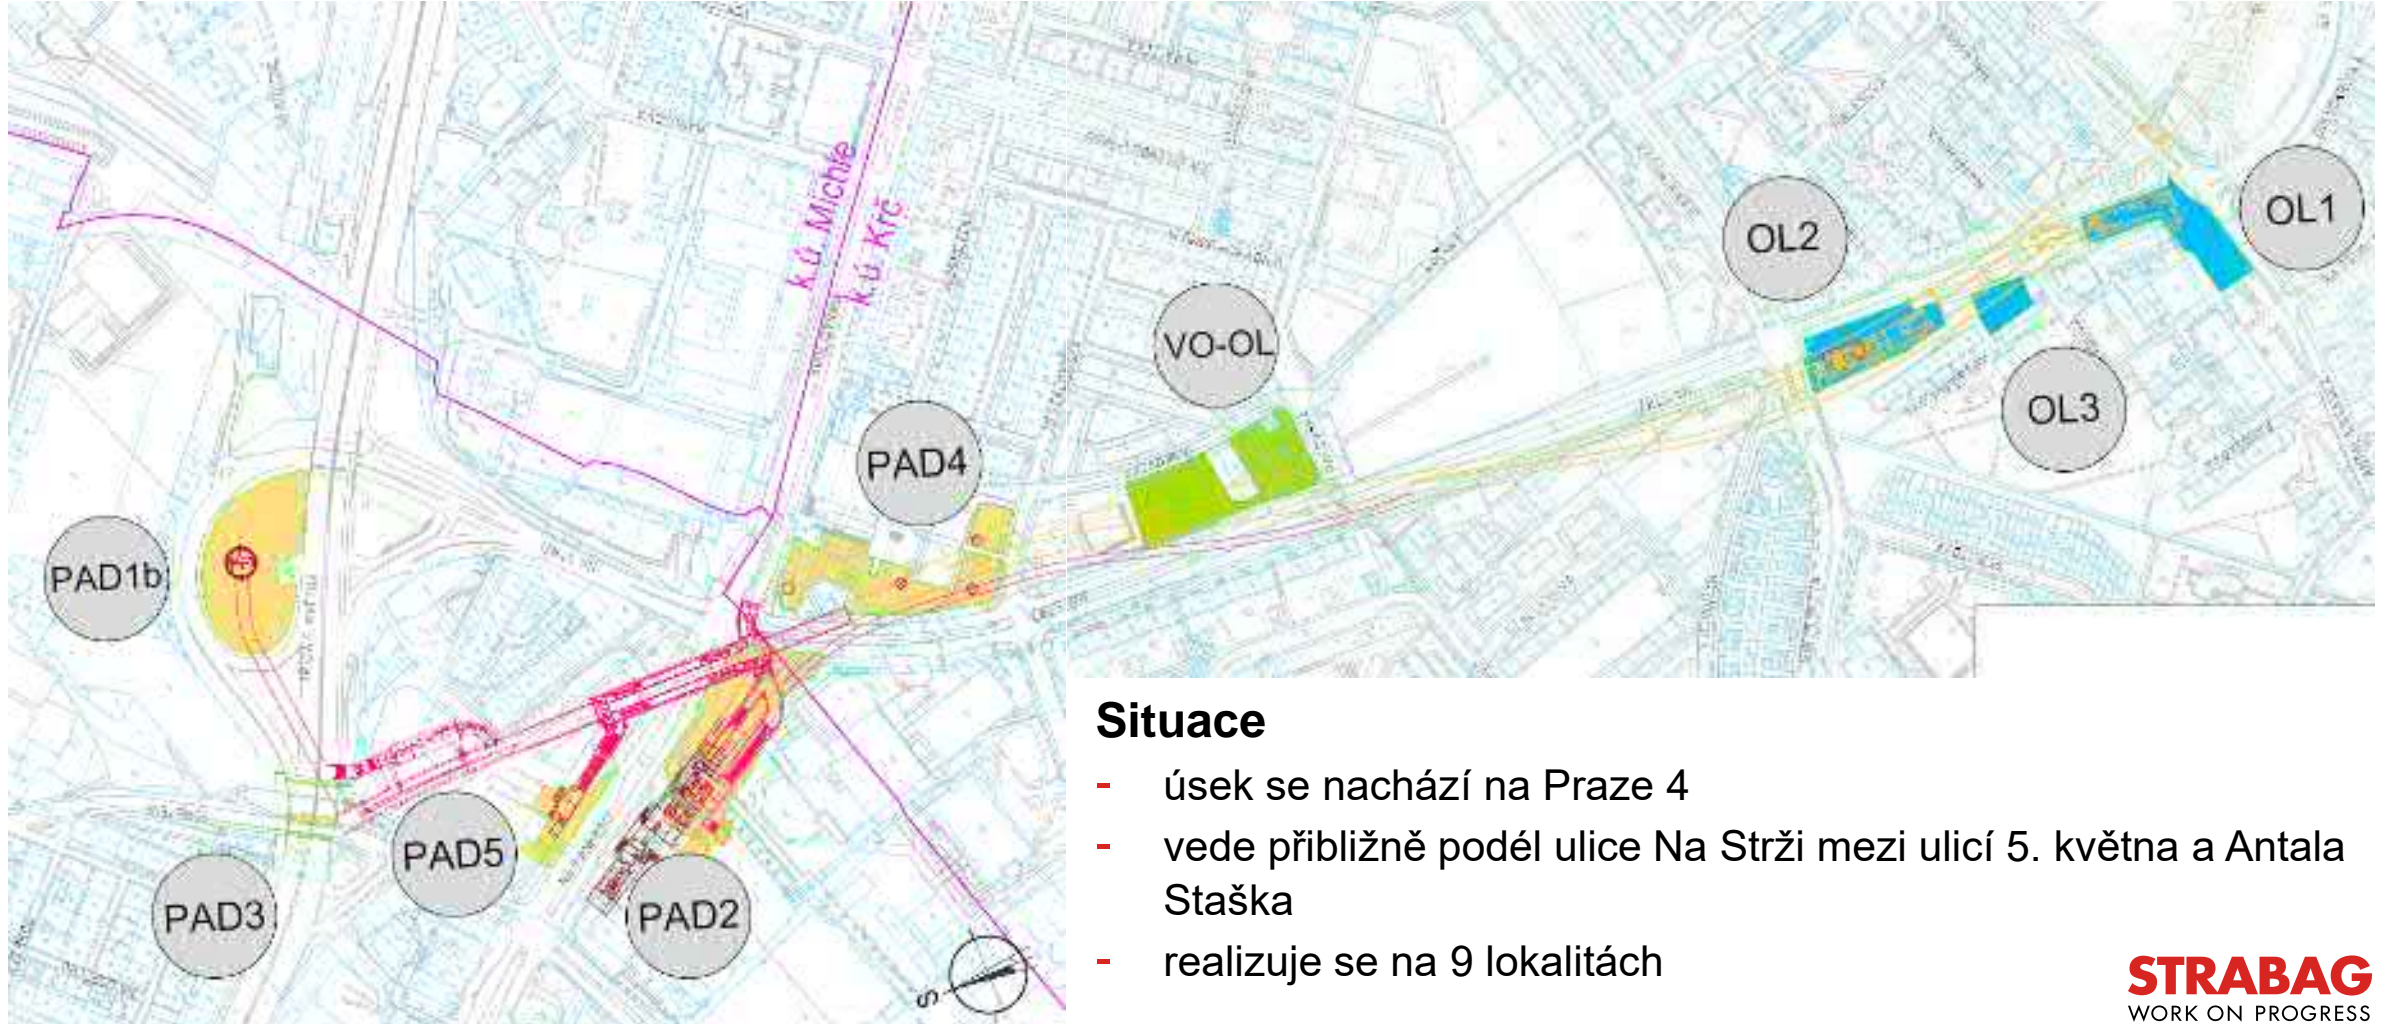 k.ú Michle
k.ú Krč
OL1
OL2
VO-OL
OL3
PAD4
PAD1b
PAD5
PAD3
PAD2
S
Situace
- úsek se nachází na Praze 4
- vede přibližně podél ulice Na Strži mezi ulicí 5. května a Antala
Staška
- realizuje se na 9 lokalitách
STRABAG
WORK ON PROGRESS